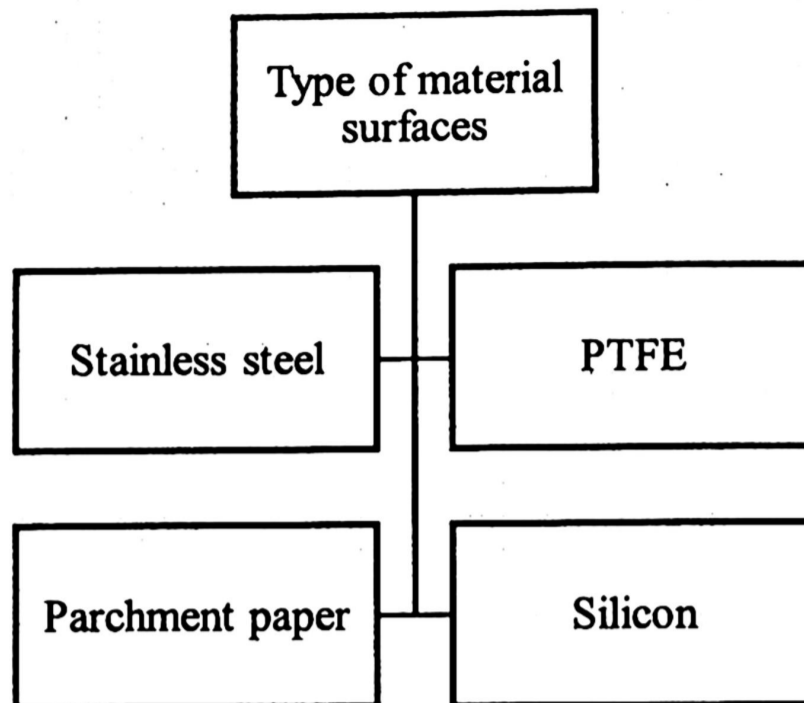 Type of material
surfaces
Stainless steel
PTFE
Parchment paper
Silicon